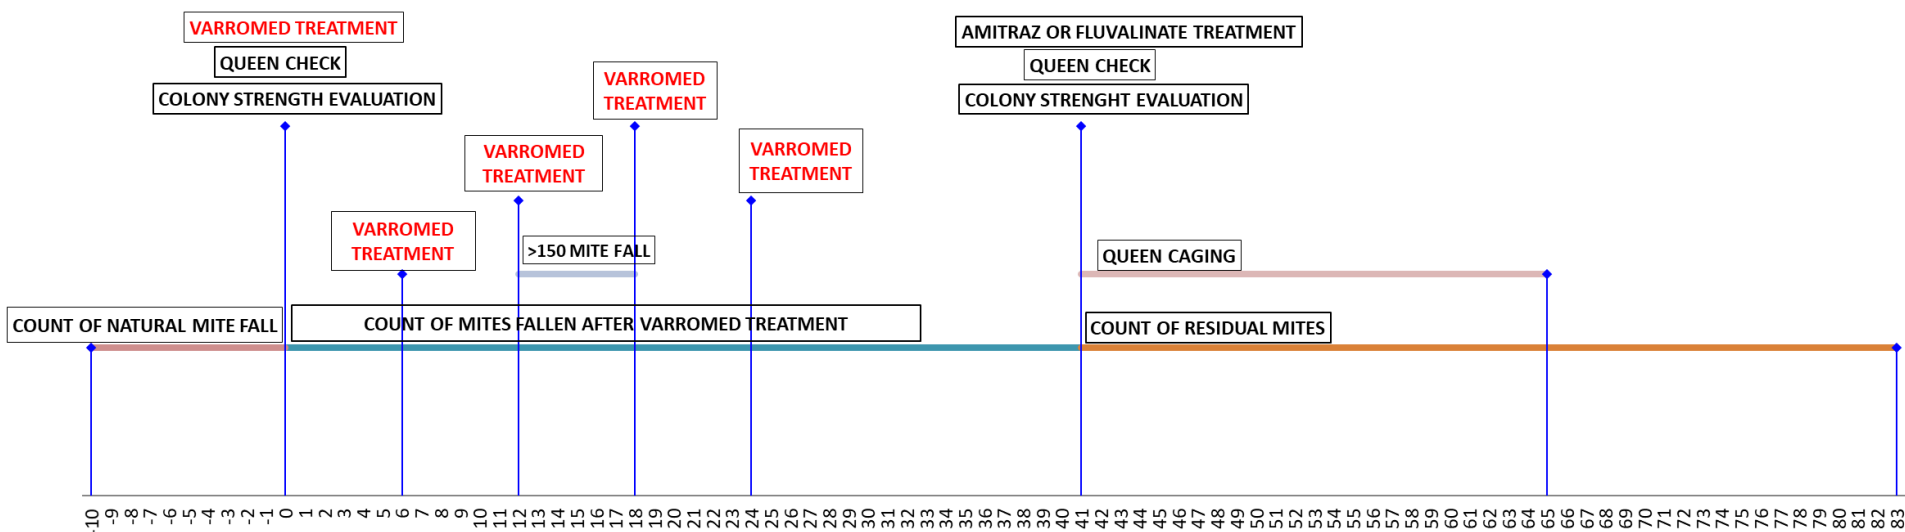 VARROMED TREATMENT
QUEEN CHECK
COLONY STRENGTH EVALUATION
VARROMED
TREATMENT
VARROMED
TREATMENT
VARROMED
TREATMENT
VARROMED
TREATMENT
>150 MITE FALL
AMITRAZ OR FLUVALINATE TREATMENT
QUEEN CHECK
COLONY STRENGHT EVALUATION
QUEEN CAGING
COUNT OF NATURAL MITE FALL
COUNT OF MITES FALLEN AFTER VARROMED TREATMENT
COUNT OF RESIDUAL MITES
-10 -9 -8 -7 -6 -5 -4 -3 -2 -1 0 1 2 3 4 5 6 7 8 9 10 11 12 13 14 15 16 17 18 19 20 21 22 23 24 25 26 27 28 29 30 31 32 33 34 35 36 37 38 39 40 41 42 43 44 45 46 47 48 49 50 51 52 53 54 55 56 57 58 59 60 61 62 63 64 65 66 67 68 69 70 71 72 73 74 75 76 77 78 79 80 81 82 83